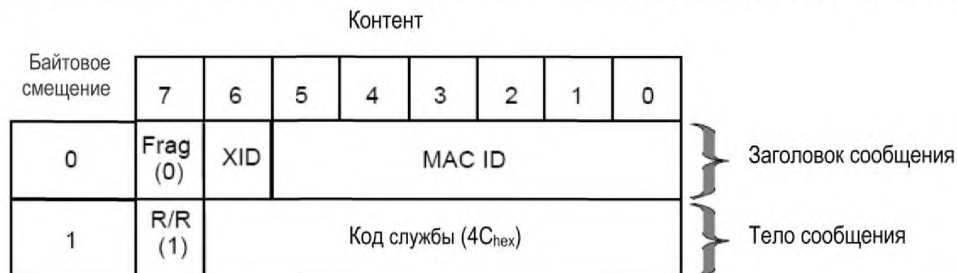 Контент
Байтовое
смещение
7 6 5 4 3 2 1 0
0 Frag
(0) XID MAC ID Заголовок сообщения
1 R/R
(1) Код службы (4Chex) Тело сообщения